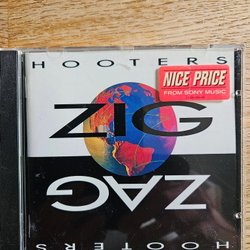 HOOTERS
NICE PRICE
FROM SONY MUSIC
ZIG
ZAG
HOOTERS